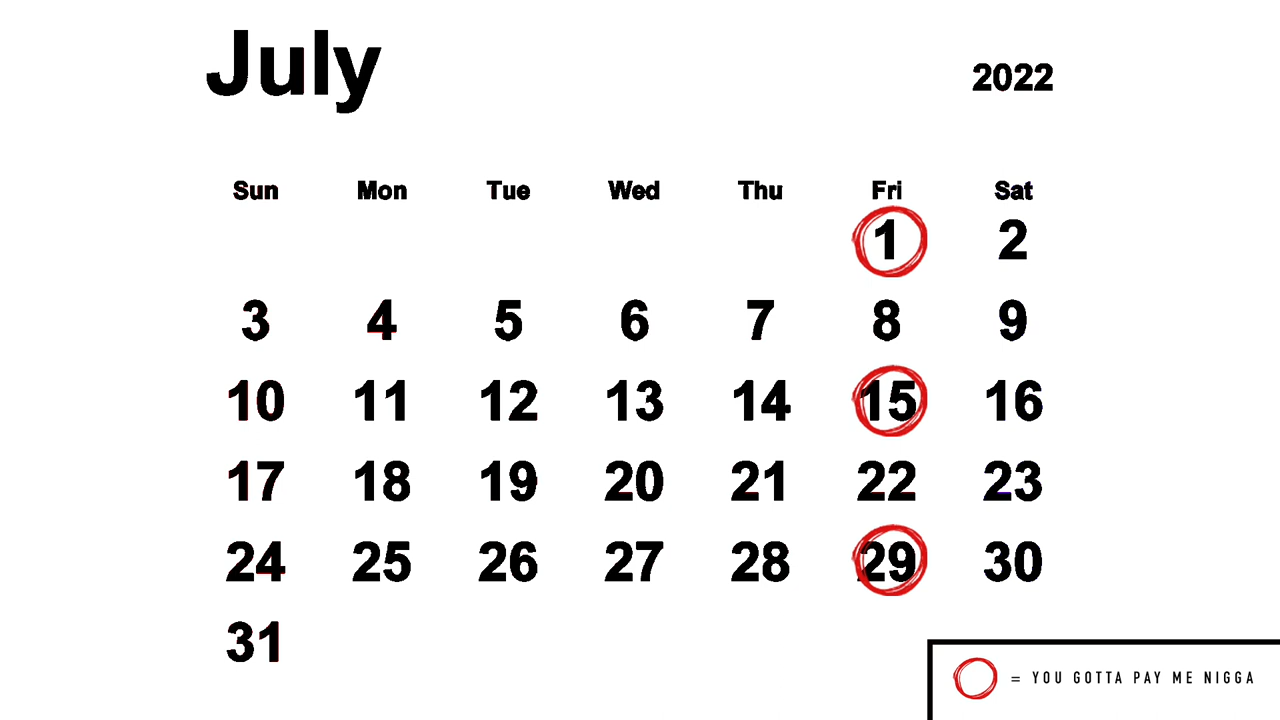 July 2022
Sun Mon Tue Wed Thu Fri Sat
1 2
3 4 5 6 7 8 9
10 11 12 13 14 15 16
17 18 19 20 21 22 23
24 25 26 27 28 29 30
31
= YOU GOTTA PAY ME NIGGA